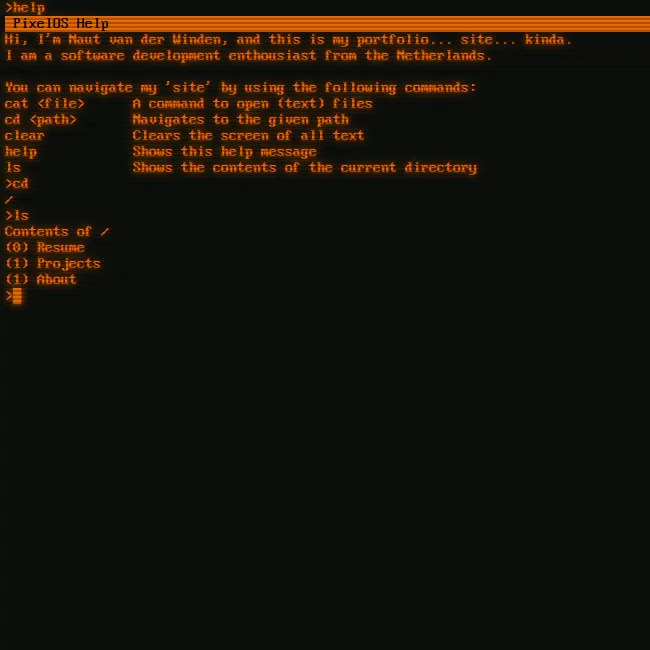 >help
PixelOS Help
Hi, I'm Naut van der Winden, and this is my portfolio... site... kinda.
I am a software development enthousiast from the Netherlands.
You can navigate my 'site' by using the following commands:
cat <file> A command to open (text) files
cd <path> Navigates to the given path
clear Clears the screen of all text
help Shows this help message
ls Shows the contents of the current directory
>cd
/
>ls
Contents of /
(0) Resume
(1) Projects
(1) About
>